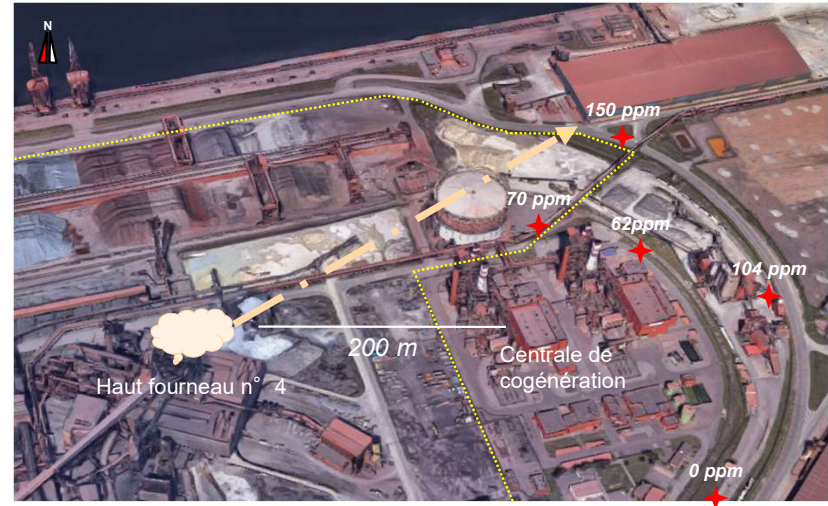 N
150 ppm
70 ppm
62ppm
104 ppm
200 m
Centrale de
cogénération
Haut fourneau n° 4
0 ppm